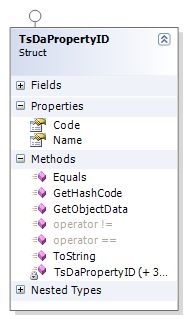 TsDaPropertyID
Struct
Fields
Properties
Code
Name
Methods
Equals
GetHashCode
GetObjectData
operator !=
operator ==
ToString
TsDaPropertyID (+ 3...
Nested Types